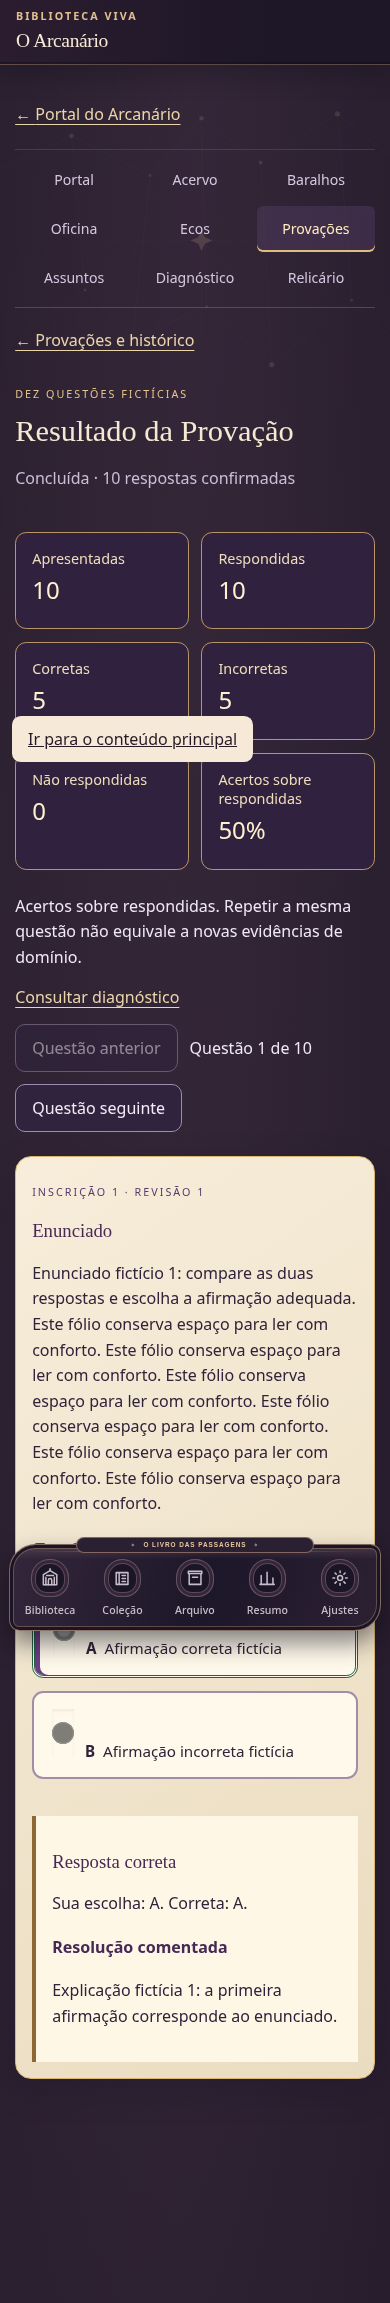 BIBLIOTECA VIVA
O Arcanário
← Portal do Arcanário
Portal
Acervo
Baralhos
Oficina
Ecos
Provações
Assuntos
Diagnóstico
Relicário
← Provações e histórico
DEZ QUESTÕES FICTÍCIAS
Resultado da Provação
Concluída · 10 respostas confirmadas
Apresentadas
10
Respondidas
10
Corretas
5
Incorretas
5
Ir para o conteúdo principal
Não respondidas
0
Acertos sobre
respondidas
50%
Acertos sobre respondidas. Repetir a mesma
questão não equivale a novas evidências de
domínio.
Consultar diagnóstico
Questão anterior
Questão 1 de 10
Questão seguinte
INSCRIÇÃO 1 · REVISÃO 1
Enunciado
Enunciado fictício 1: compare as duas
respostas e escolha a afirmação adequada.
Este fólio conserva espaço para ler com
conforto. Este fólio conserva espaço para
ler com conforto. Este fólio conserva
espaço para ler com conforto. Este fólio
conserva espaço para ler com conforto.
Este fólio conserva espaço para ler com
conforto. Este fólio conserva espaço para
ler com conforto.
O LIVRO DAS PASSAGENS
Biblioteca
Coleção
Arquivo
Resumo
Ajustes
A Afirmação correta fictícia
B Afirmação incorreta fictícia
Resposta correta
Sua escolha: A. Correta: A.
Resolução comentada
Explicação fictícia 1: a primeira
afirmação corresponde ao enunciado.